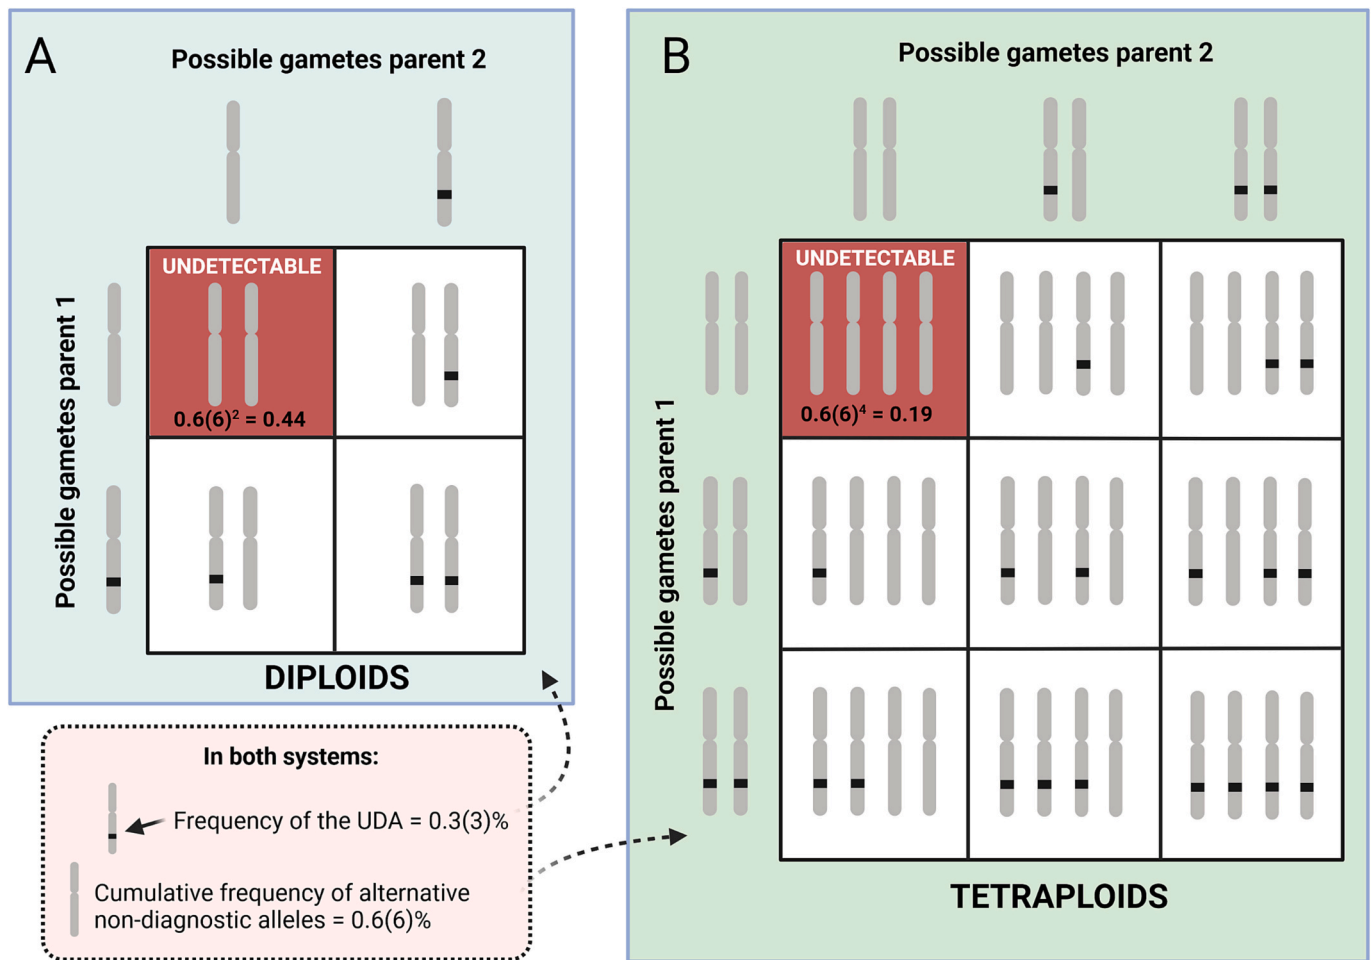 A
Possible gametes parent 2
Possible gametes parent 1
UNDETECTABLE
0.6(6)² = 0.44
DIPLOIDS
In both systems:
Frequency of the UDA = 0.3(3)%
Cumulative frequency of alternative
non-diagnostic alleles = 0.6(6)%
B
Possible gametes parent 2
Possible gametes parent 1
UNDETECTABLE
0.6(6)⁴ = 0.19
TETRAPLOIDS